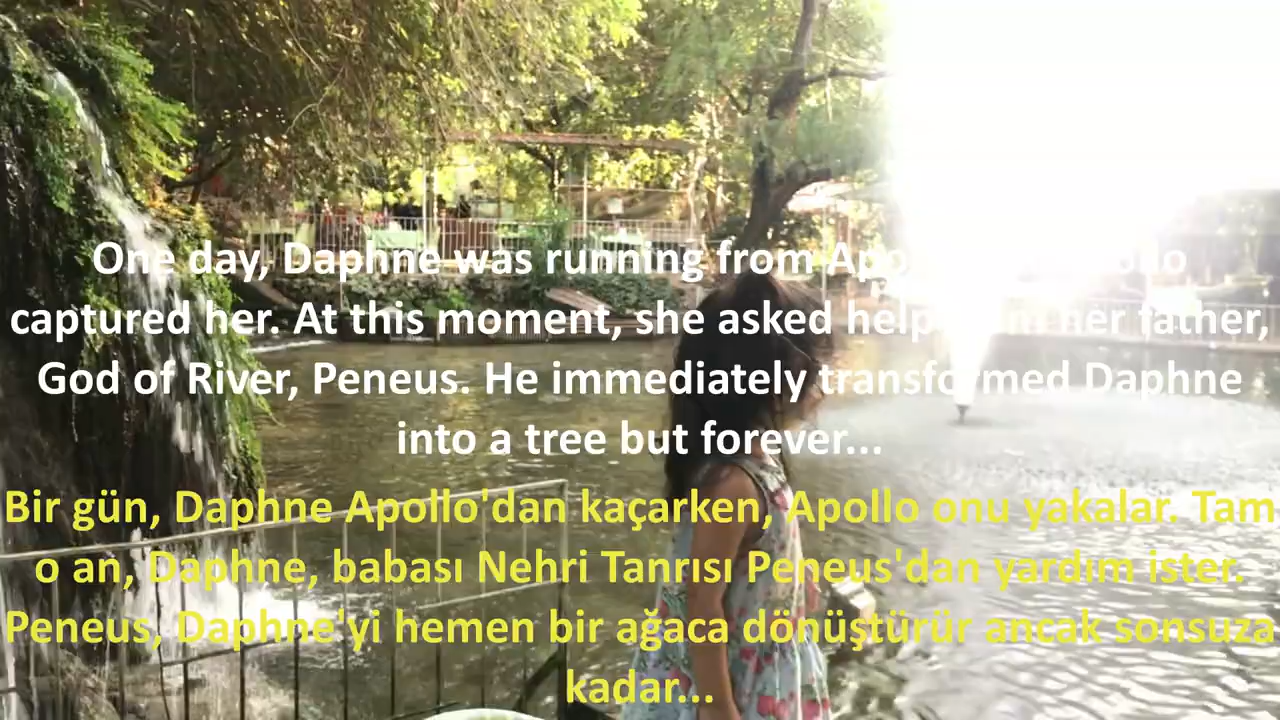 One day, Daphne was running from
captured her. At this moment, she asked help from her father,
God of River, Peneus. He immediately transformed Daphne
into a tree but forever...
Bir gün, Daphne Apollo'dan kaçarken, Apollo onu yakalar. Tam
o an, Daphne, babası Nehri Tanrısı Peneus'dan yardım ister.
Peneus, Daphne'yi hemen bir ağaca dönüştürür ancak sonsuza
kadar...